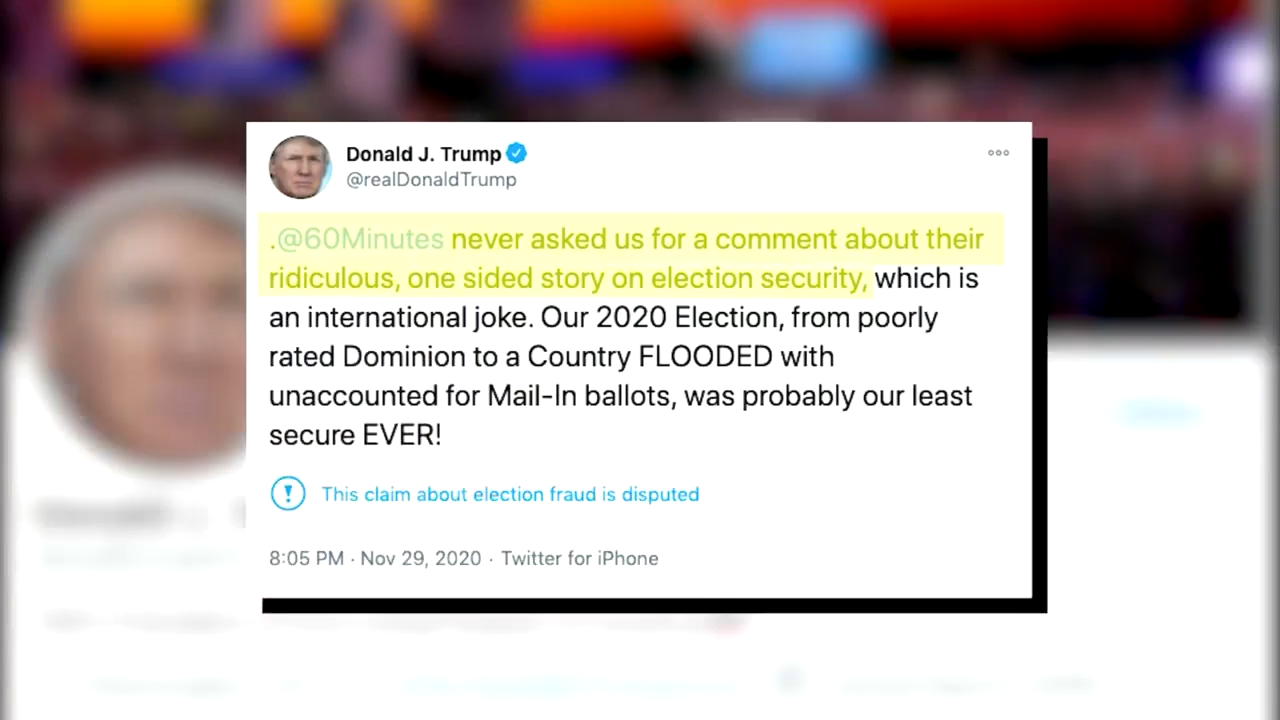 Donald J. Trump
@realDonaldTrump
.@60Minutes never asked us for a comment about their
ridiculous, one sided story on election security, which is
an international joke. Our 2020 Election, from poorly
rated Dominion to a Country FLOODED with
unaccounted for Mail-In ballots, was probably our least
secure EVER!
This claim about election fraud is disputed
8:05 PM · Nov 29, 2020 · Twitter for iPhone